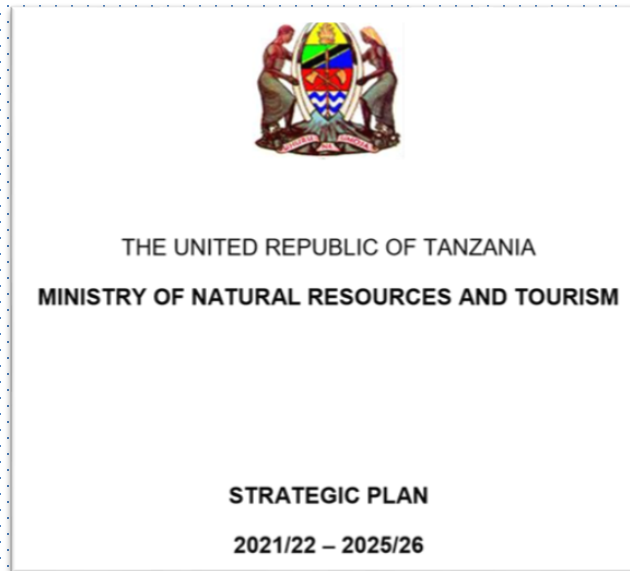 THE UNITED REPUBLIC OF TANZANIA
MINISTRY OF NATURAL RESOURCES AND TOURISM
STRATEGIC PLAN
2021/22 – 2025/26